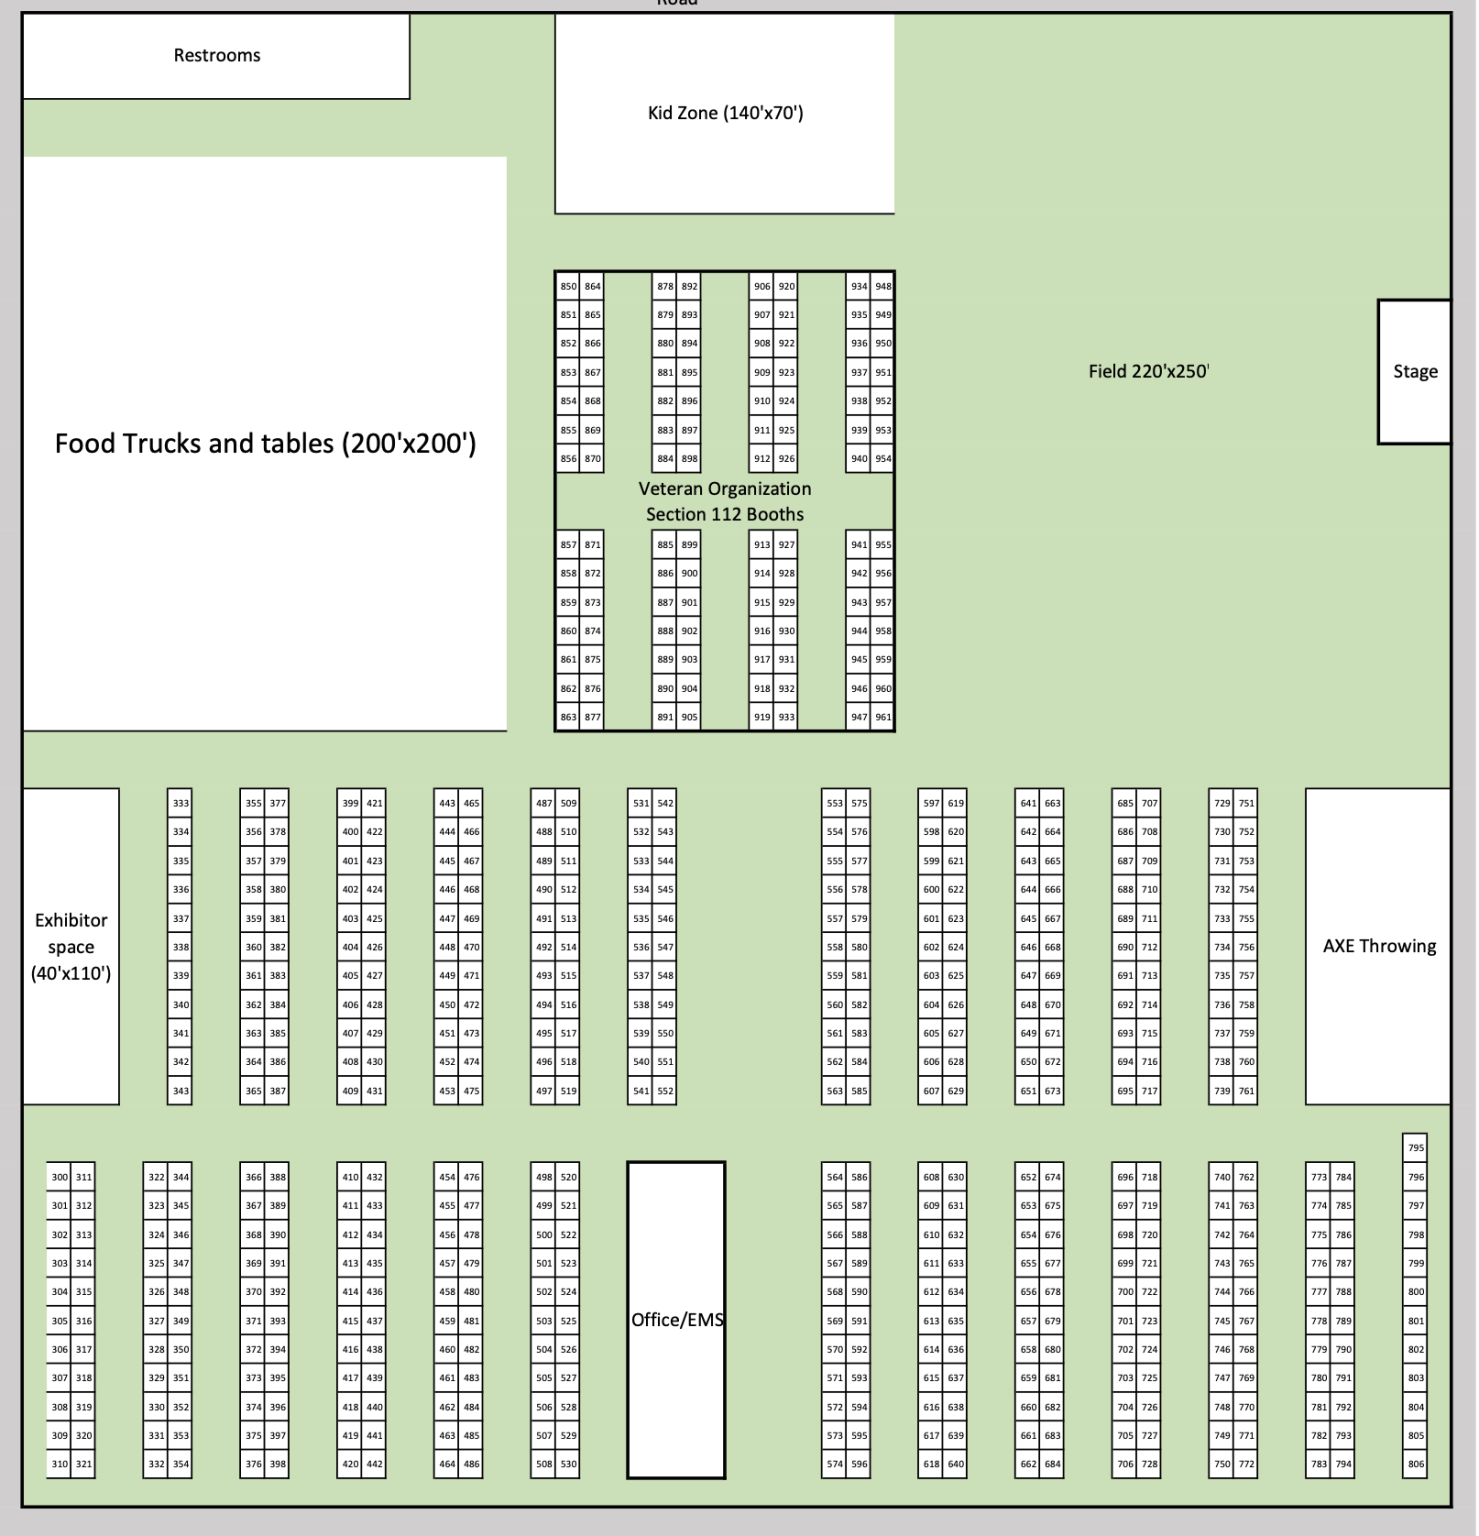 Road
Restrooms
Kid Zone (140'x70')
850 864 878 892 906 920 934 948
851 865 879 893 907 921 935 949
852 866 880 894 908 922 936 950
853 867 881 895 909 923 937 951
Field 220'x250'
Stage
854 868 882 896 910 924 938 952
Food Trucks and tables (200'x200')
855 869 883 897 911 925 939 953
856 870 884 898 912 926 940 954
Veteran Organization
Section 112 Booths
857 871 885 899 913 927 941 955
858 872 886 900 914 928 942 956
859 873 887 901 915 929 943 957
860 874 888 902 916 930 944 958
861 875 889 903 917 931 945 959
862 876 890 904 918 932 946 960
863 877 891 905 919 933 947 961
333 355 377 399 421 443 465 487 509 531 542 553 575 597 619 641 663 685 707 729 751
334 356 378 400 422 444 466 488 510 532 543 554 576 598 620 642 664 686 708 730 752
335 357 379 401 423 445 467 489 511 533 544 555 577 599 621 643 665 687 709 731 753
336 358 380 402 424 446 468 490 512 534 545 556 578 600 622 644 666 688 710 732 754
337 359 381 403 425 447 469 491 513 535 546 557 579 601 623 645 667 689 711 733 755
338 360 382 404 426 448 470 492 514 536 547 558 580 602 624 646 668 690 712 734 756
339 361 383 405 427 449 471 493 515 537 548 559 581 603 625 647 669 691 713 735 757
340 362 384 406 428 450 472 494 516 538 549 560 582 604 626 648 670 692 714 736 758
341 363 385 407 429 451 473 495 517 539 550 561 583 605 627 649 671 693 715 737 759
342 364 386 408 430 452 474 496 518 540 551 562 584 606 628 650 672 694 716 738 760
343 365 387 409 431 453 475 497 519 541 552 563 585 607 629 651 673 695 717 739 761
Exhibitor
space
(40'x110')
AXE Throwing
795
300 311 322 344 366 388 410 432 454 476 498 520 564 586 608 630 652 674 696 718 740 762 773 784 796
301 312 323 345 367 389 411 433 455 477 499 521 565 587 609 631 653 675 697 719 741 763 774 785 797
302 313 324 346 368 390 412 434 456 478 500 522 566 588 610 632 654 676 698 720 742 764 775 786 798
303 314 325 347 369 391 413 435 457 479 501 523 567 589 611 633 655 677 699 721 743 765 776 787 799
304 315 326 348 370 392 414 436 458 480 502 524 568 590 612 634 656 678 700 722 744 766 777 788 800
305 316 327 349 371 393 415 437 459 481 503 525 569 591 613 635 657 679 701 723 745 767 778 789 801
306 317 328 350 372 394 416 438 460 482 504 526 570 592 614 636 658 680 702 724 746 768 779 790 802
307 318 329 351 373 395 417 439 461 483 505 527 571 593 615 637 659 681 703 725 747 769 780 791 803
308 319 330 352 374 396 418 440 462 484 506 528 572 594 616 638 660 682 704 726 748 770 781 792 804
309 320 331 353 375 397 419 441 463 485 507 529 573 595 617 639 661 683 705 727 749 771 782 793 805
310 321 332 354 376 398 420 442 464 486 508 530 574 596 618 640 662 684 706 728 750 772 783 794 806
Office/EMS